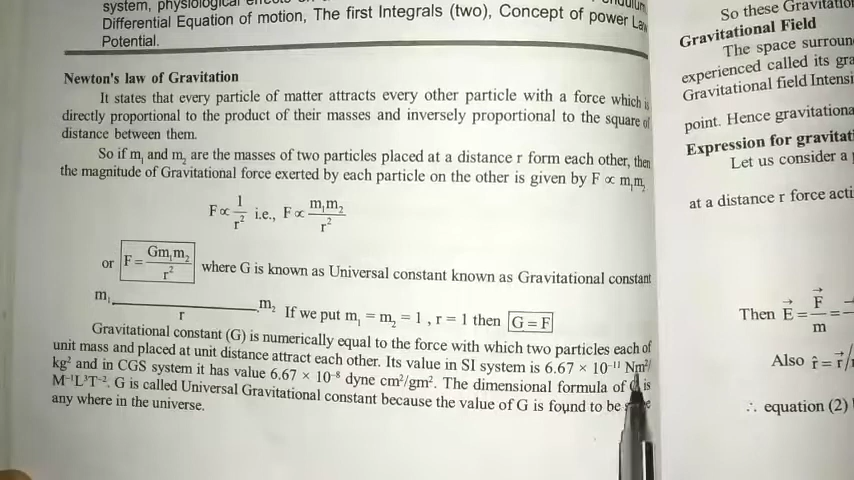 system, physiological
Differential Equation of motion, The first Integrals (two), Concept of power Law
Potential.
Newton's law of Gravitation
It states that every particle of matter attracts every other particle with a force which is
directly proportional to the product of their masses and inversely proportional to the square of
distance between them.
So if m₁ and m₂ are the masses of two particles placed at a distance r form each other, then
the magnitude of Gravitational force exerted by each particle on the other is given by F ∝ m₁m₂
F ∝ 1/r² i.e., F ∝ m₁m₂/r²
or F = Gm₁m₂/r² where G is known as Universal constant known as Gravitational constant
m₁ r m₂ If we put m₁ = m₂ = 1 , r = 1 then G = F
Gravitational constant (G) is numerically equal to the force with which two particles each of
unit mass and placed at unit distance attract each other. Its value in SI system is 6.67 × 10⁻¹¹ Nm²/
kg² and in CGS system it has value 6.67 × 10⁻⁸ dyne cm²/gm². The dimensional formula of G is
M⁻¹L³T⁻². G is called Universal Gravitational constant because the value of G is found to be
any where in the universe.
So these
Gravitational Field
The space
experienced called its
Gravitational field
point. Hence
Expression for
Let us consider a
at a distance r force
Then E⃗ = F⃗/m =
Also r̂ = r⃗/
∴ equation (2)